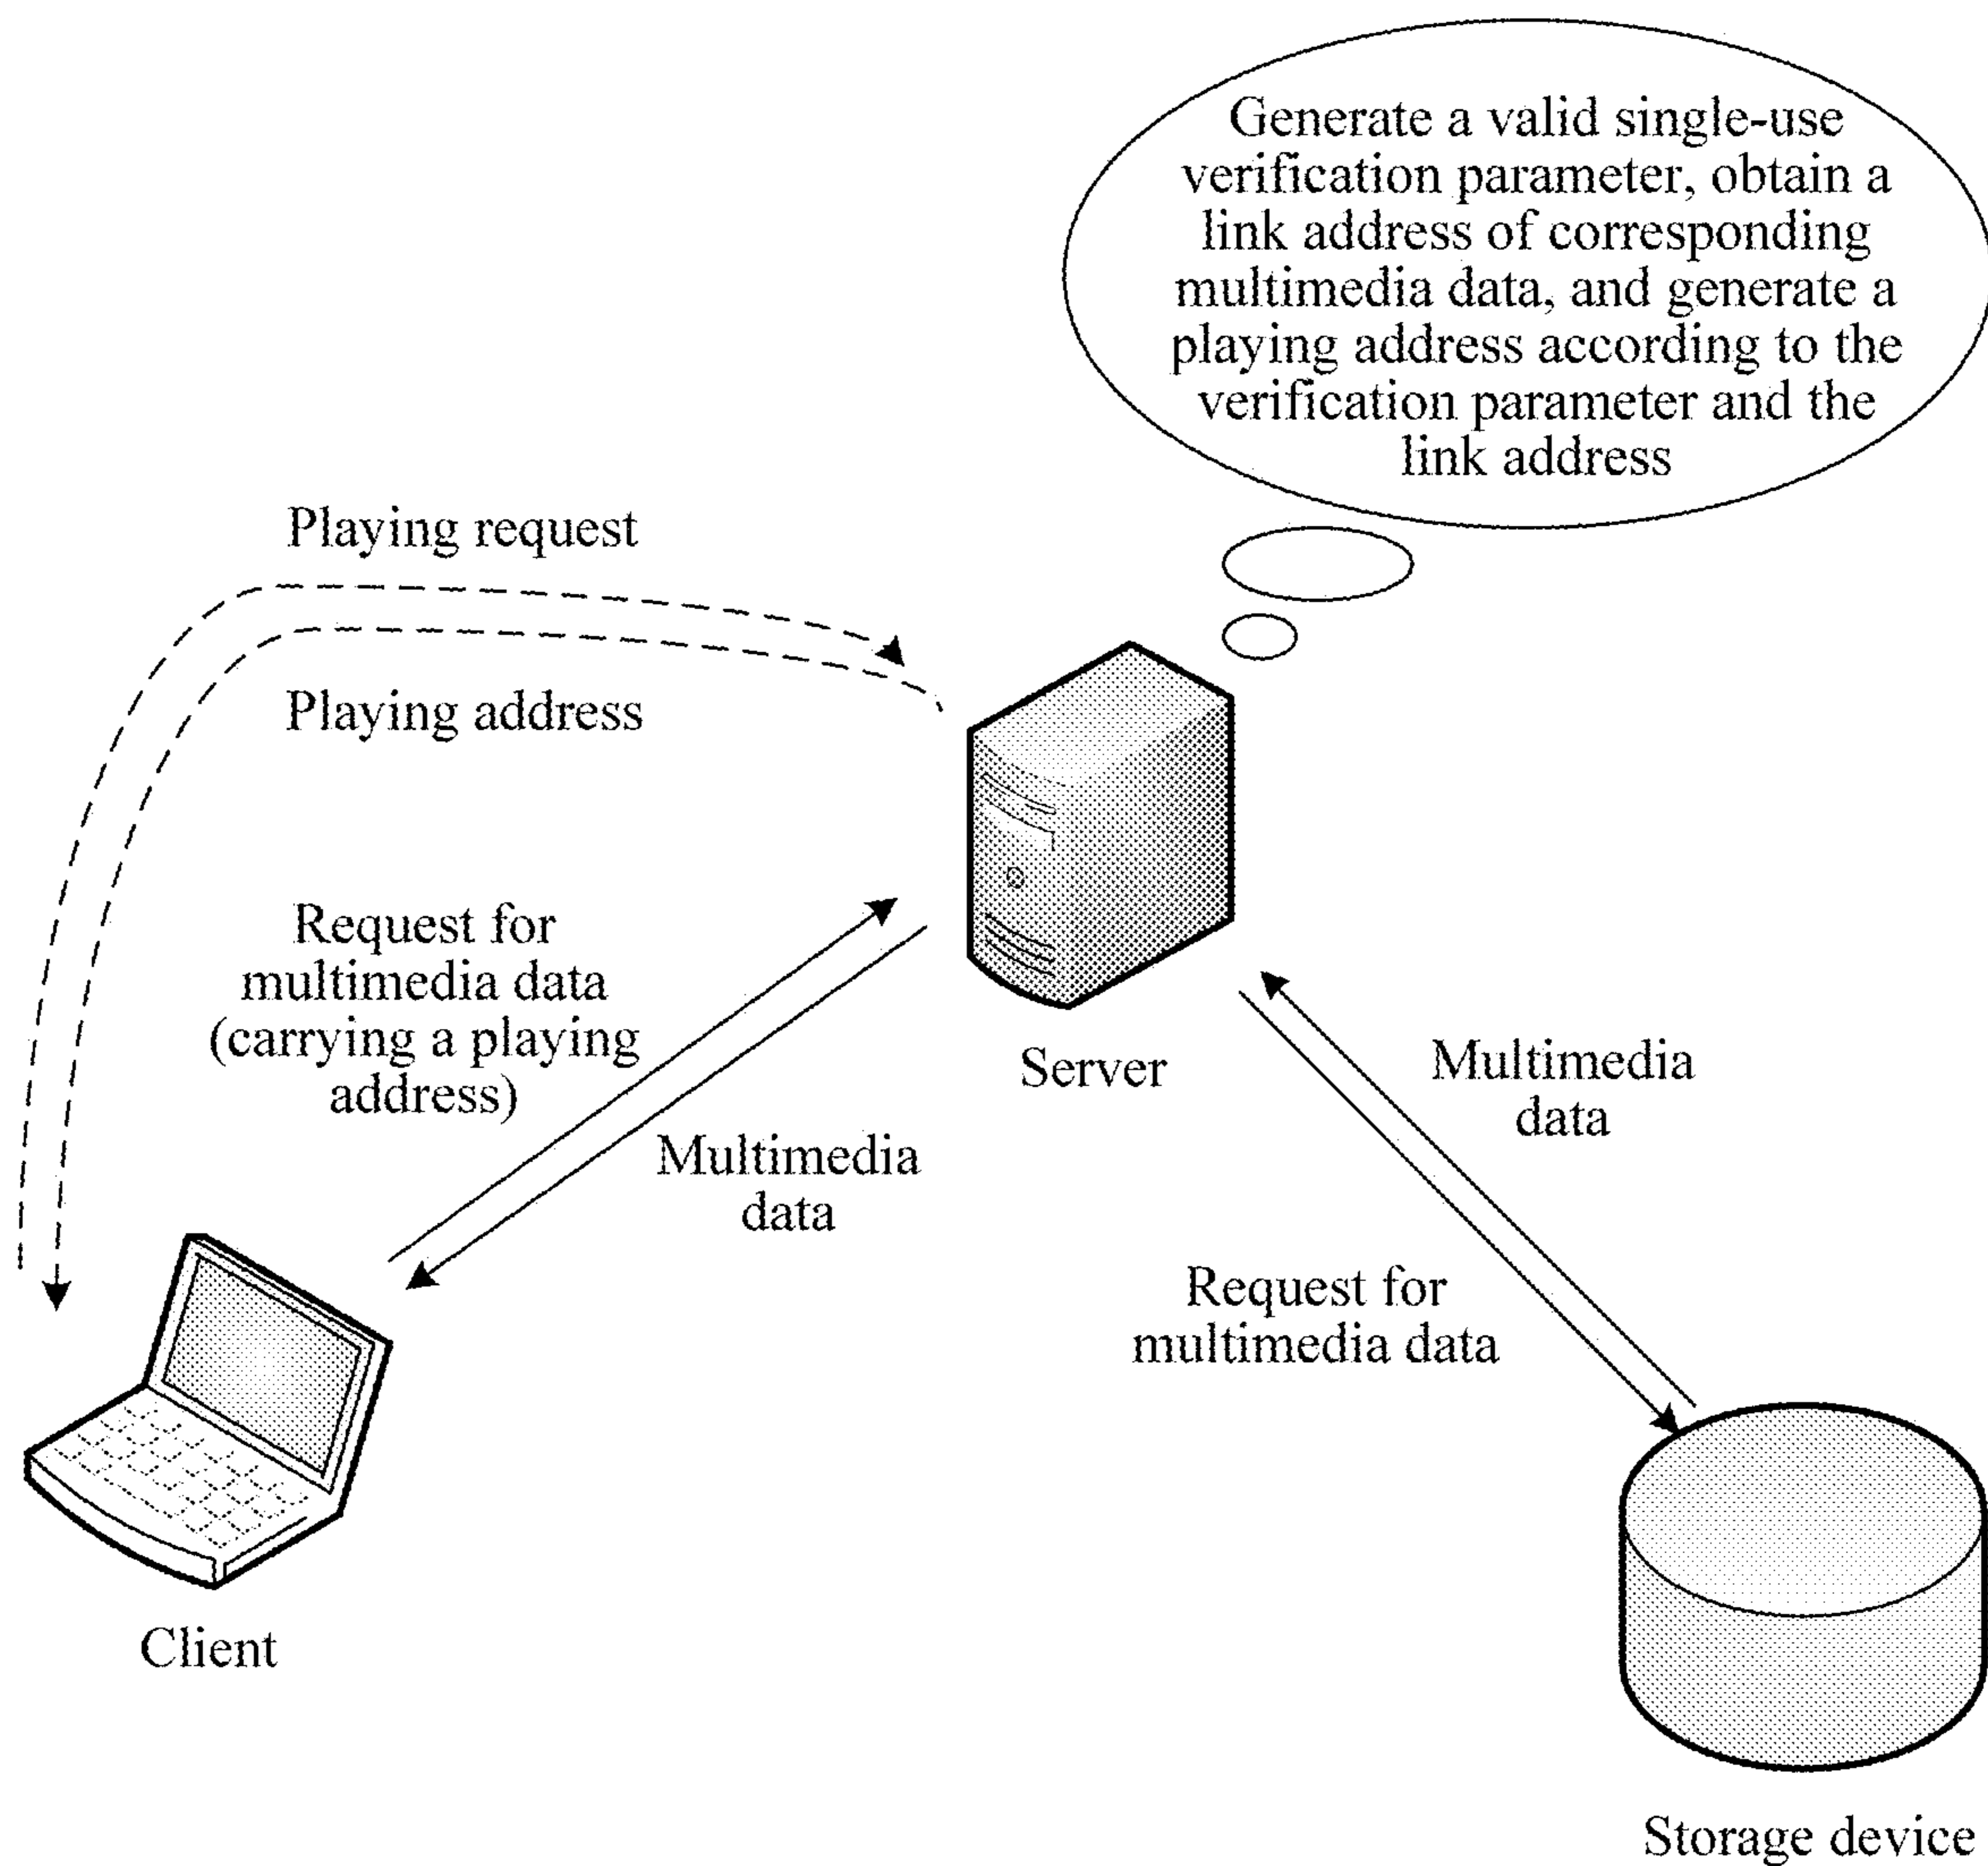 Generate a valid single-use
verification parameter, obtain a
link address of corresponding
multimedia data, and generate a
playing address according to the
verification parameter and the
link address
Playing request
Playing address
Request for
multimedia data
(carrying a playing
address)
Multimedia
data
Server
Multimedia
data
Request for
multimedia data
Client
Storage device